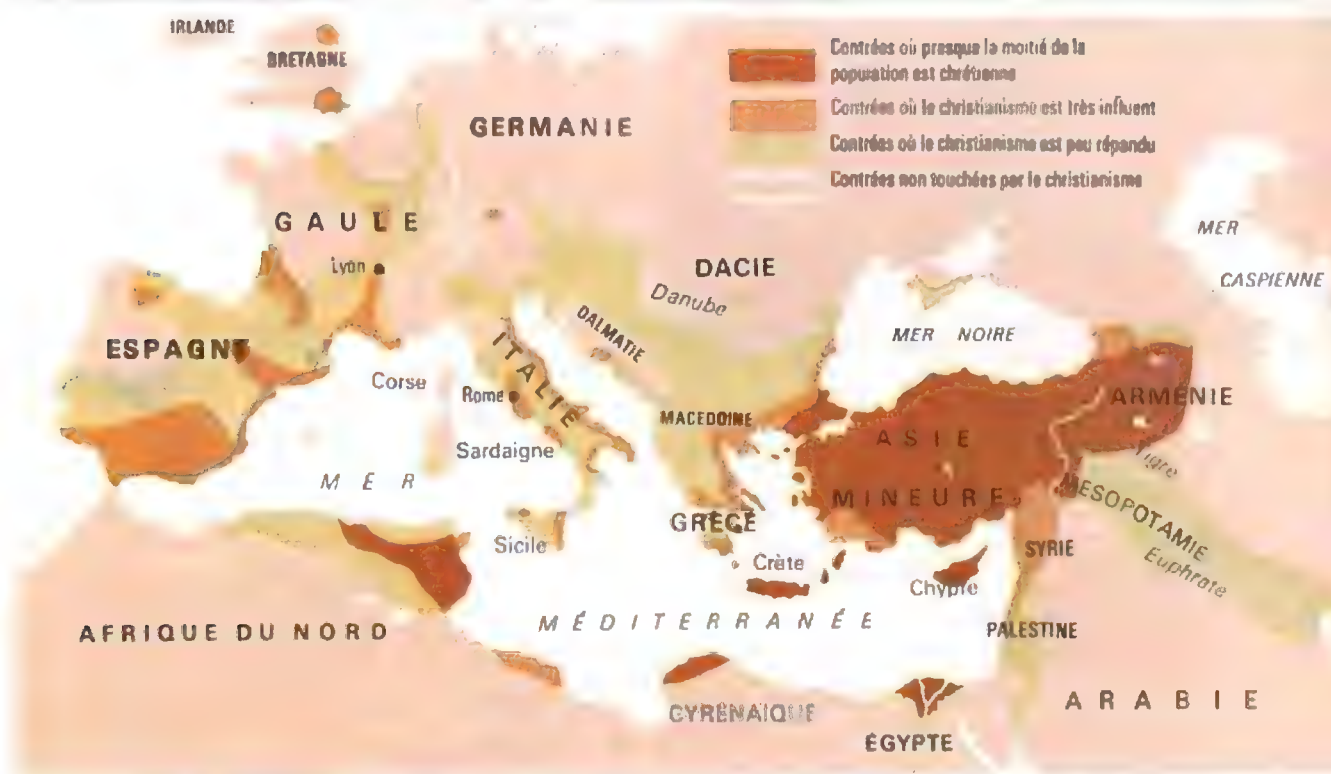 IRLANDE
BRETAGNE
Contrées où presque la moitié de la
population est chrétienne
Contrées où le christianisme est très influent
Contrées où le christianisme est peu répandu
Contrées non touchées par le christianisme
GERMANIE
GAULE
Lyon
DACIE
Danube
MER
CASPIENNE
DALMATIE
MER NOIRE
ESPAGNE
ITALIE
Corse
Rome
MACEDOINE
ARMÉNIE
ASIE
MINEURE
Sardaigne
Tigre
MER
MESOPOTAMIE
GRÈCE
Sicile
SYRIE
Euphrate
Crète
Chypre
MÉDITERRANÉE
AFRIQUE DU NORD
PALESTINE
ARABIE
CYRÉNAÏQUE
ÉGYPTE